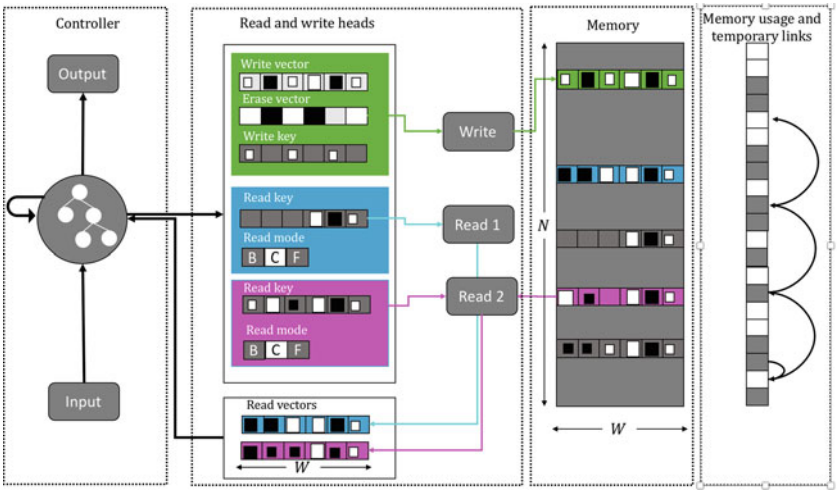 Controller
Output
Input
Read and write heads
Write vector
Erase vector
Write key
Read key
Read mode
B C F
Read key
Read mode
B C F
Write
Read 1
Read 2
Read vectors
W
Memory
N
W
Memory usage and
temporary links